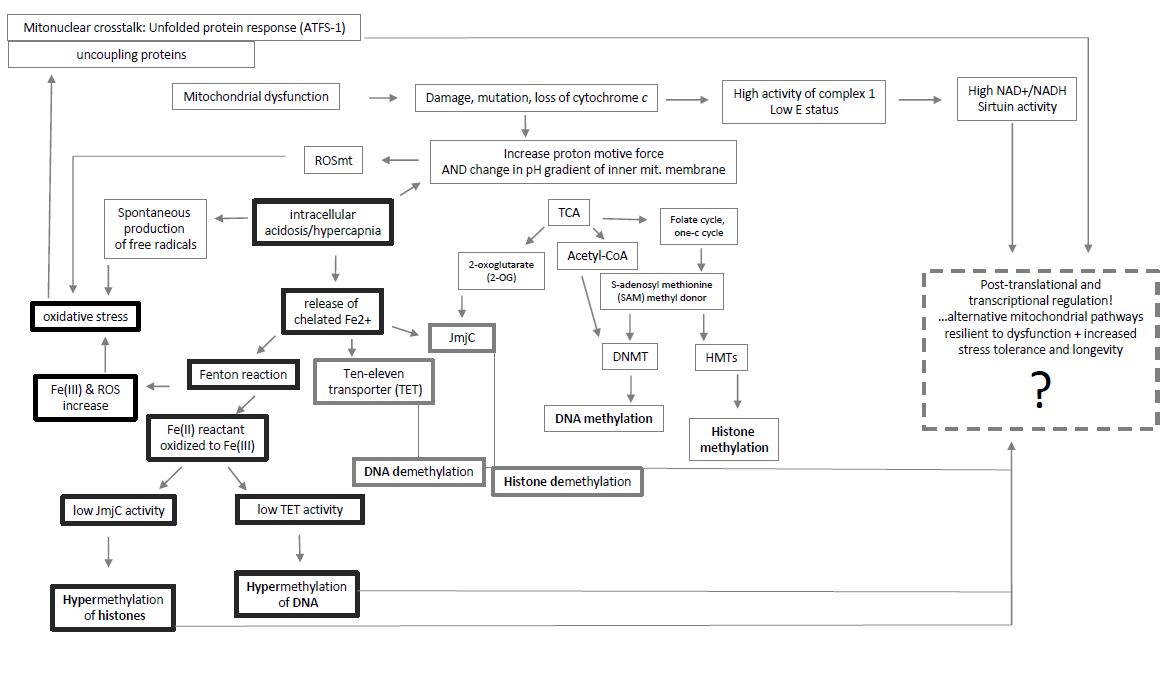 Mitonuclear crosstalk: Unfolded protein response (ATFS-1)
uncoupling proteins
Mitochondrial dysfunction
Damage, mutation, loss of cytochrome c
High activity of complex 1
Low E status
High NAD+/NADH
Sirtuin activity
ROSmt
Increase proton motive force
AND change in pH gradient of inner mit. membrane
Spontaneous
production
of free radicals
intracellular
acidosis/hypercapnia
TCA
Folate cycle,
one-c cycle
2-oxoglutarate
(2-OG)
Acetyl-CoA
S-adenosyl methionine
(SAM) methyl donor
Post-translational and
transcriptional regulation!
...alternative mitochondrial pathways
resilient to dysfunction + increased
stress tolerance and longevity
?
oxidative stress
release of
chelated Fe2+
JmjC
DNMT
HMTs
Fenton reaction
Ten-eleven
transporter (TET)
Fe(III) & ROS
increase
Fe(II) reactant
oxidized to Fe(III)
DNA methylation
Histone
methylation
DNA demethylation
Histone demethylation
low JmjC activity
low TET activity
Hypermethylation
of histones
Hypermethylation
of DNA